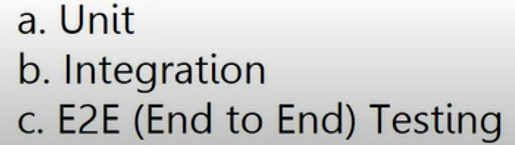 a. Unit
b. Integration
c. E2E (End to End) Testing